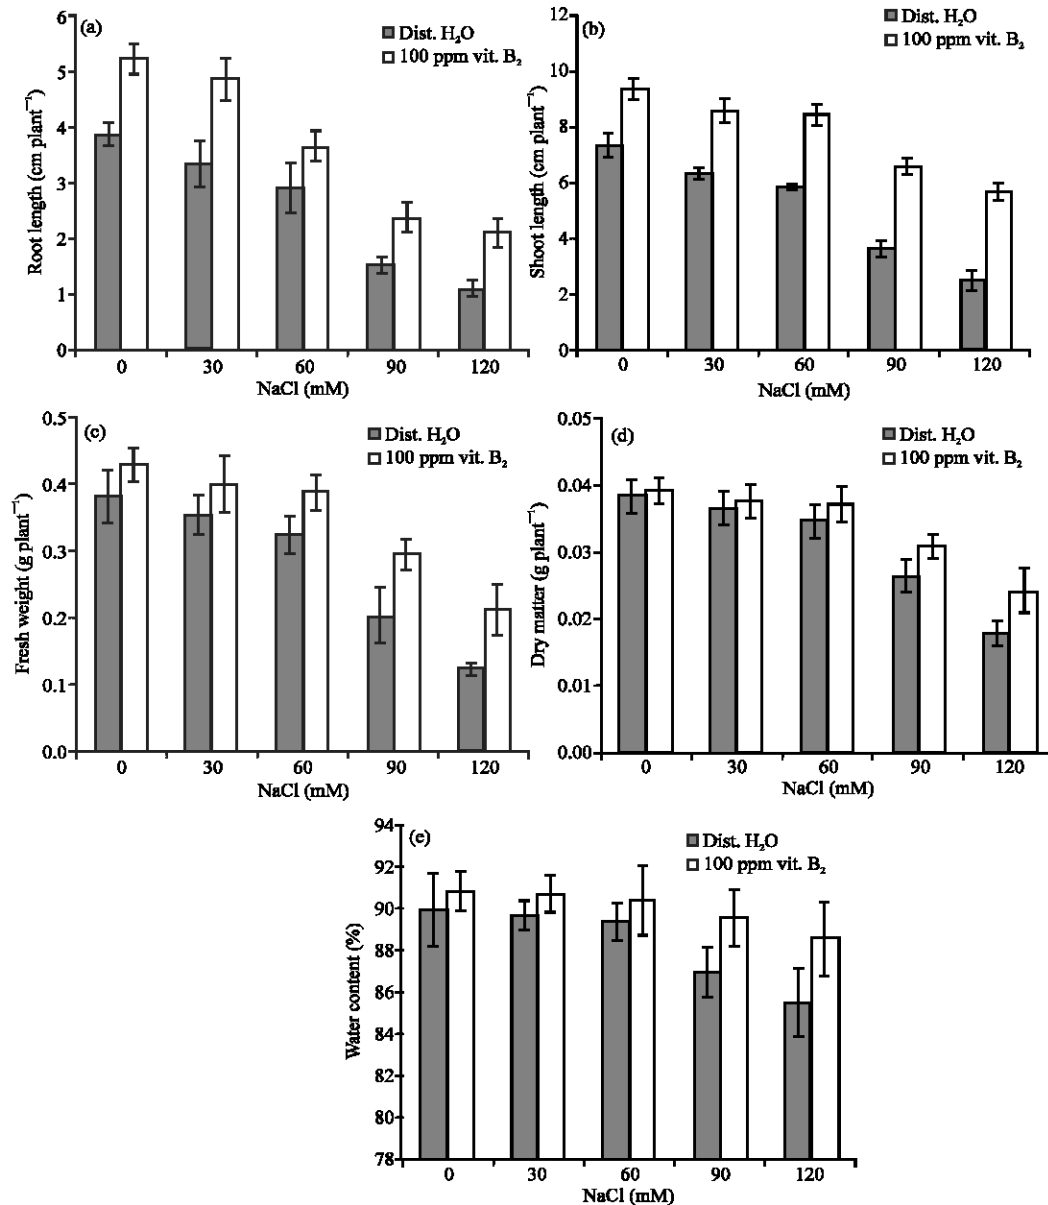 (a)
Dist. H₂O
100 ppm vit. B₂
Root length (cm plant⁻¹)
6
5
4
3
2
1
0
0 30 60 90 120
NaCl (mM)
(b)
Dist. H₂O
100 ppm vit. B₂
Shoot length (cm plant⁻¹)
12
10
8
6
4
2
0
0 30 60 90 120
NaCl (mM)
(c)
Dist. H₂O
100 ppm vit. B₂
Fresh weight (g plant⁻¹)
0.5
0.4
0.3
0.2
0.1
0.0
0 30 60 90 120
NaCl (mM)
(d)
Dist. H₂O
100 ppm vit. B₂
Dry matter (g plant⁻¹)
0.05
0.04
0.03
0.02
0.01
0.00
0 30 60 90 120
NaCl (mM)
(e)
Dist. H₂O
100 ppm vit. B₂
Water content (%)
94
92
90
88
86
84
82
80
78
0 30 60 90 120
NaCl (mM)